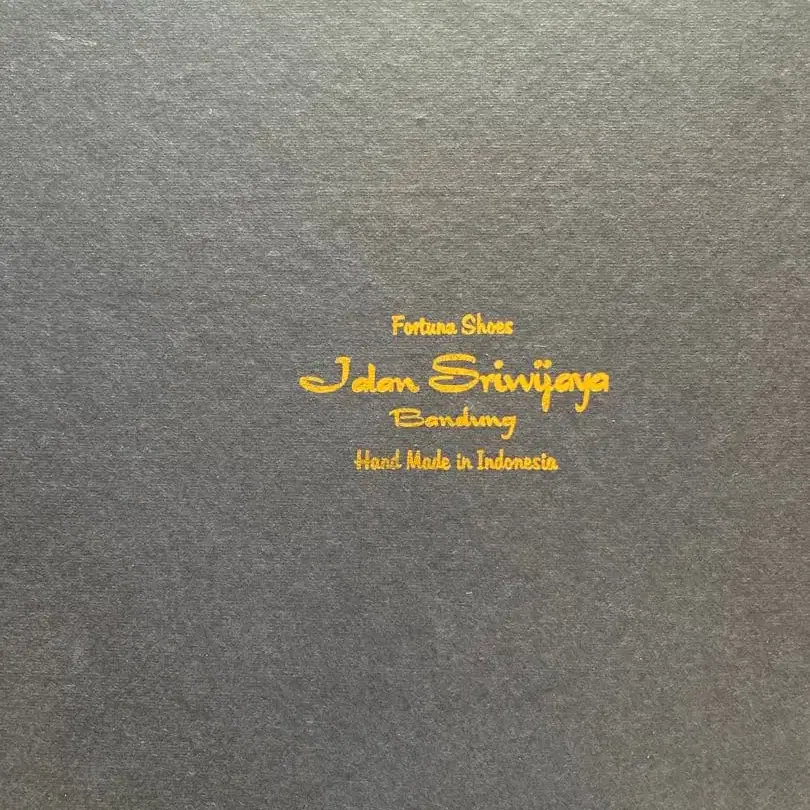 Fortuna Shoes
Jalan Sriwijaya
Bandung
Hand Made in Indonesia